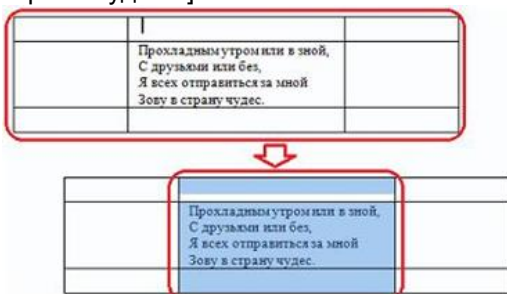 Прохладным утром или в зной,
С друзьями или без,
Я всех отправиться за мной
Зову в страну чудес.
Прохладным утром или в зной,
С друзьями или без,
Я всех отправиться за мной
Зову в страну чудес.